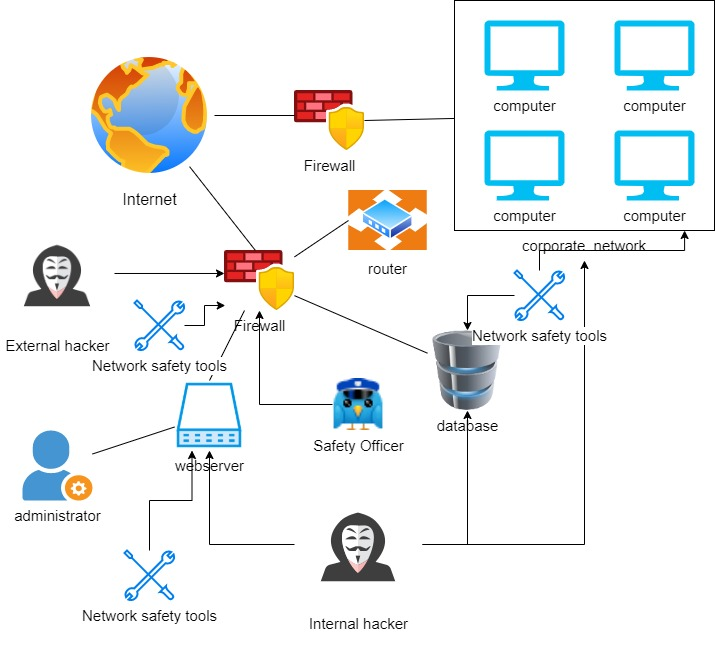 computer
computer
Firewall
Internet
computer
computer
corporate network
router
Firewall
External hacker
Network safety tools
Network safety tools
database
Safety Officer
webserver
administrator
Network safety tools
Internal hacker